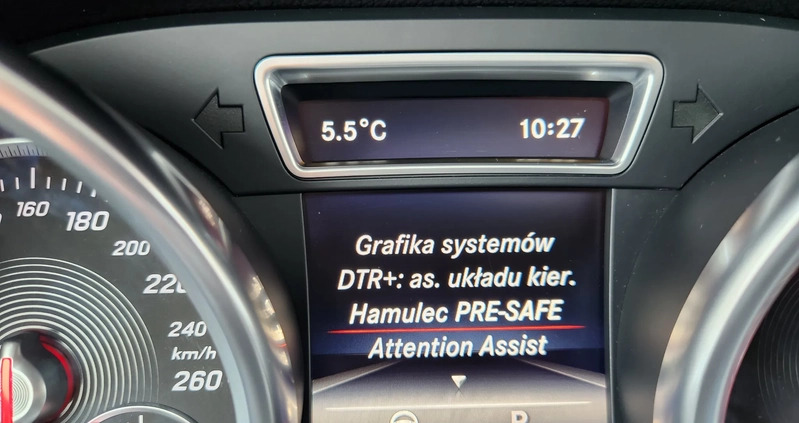 5.5°C 10:27
Grafika systemów
DTR+: as. układu kier.
Hamulec PRE-SAFE
Attention Assist
160
180
200
220
240
km/h
260